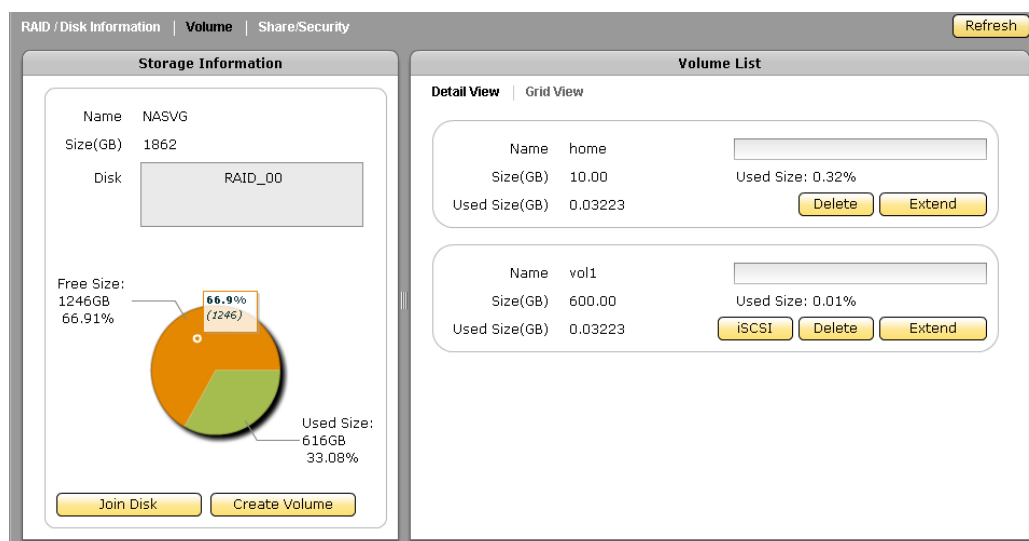 RAID / Disk Information | Volume | Share/Security
Refresh
Storage Information
Name NASVG
Size(GB) 1862
Disk RAID_00
Free Size:
1246GB
66.91%
66.9%
(1246)
Used Size:
616GB
33.08%
Join Disk
Create Volume
Volume List
Detail View | Grid View
Name home
Size(GB) 10.00 Used Size: 0.32%
Used Size(GB) 0.03223 Delete Extend
Name vol1
Size(GB) 600.00 Used Size: 0.01%
Used Size(GB) 0.03223 iSCSI Delete Extend